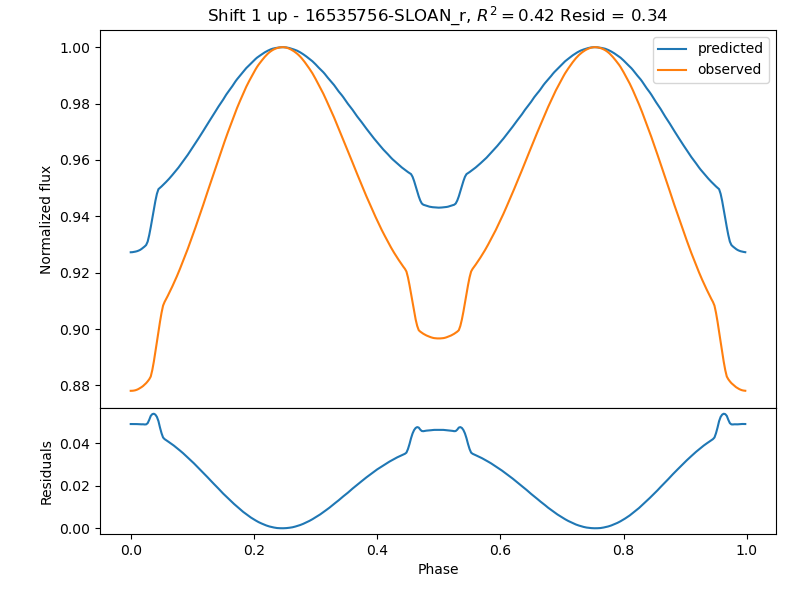 Shift 1 up - 16535756-SLOAN_r, R² = 0.42 Resid = 0.34
predicted
observed
Normalized flux
1.00
0.98
0.96
0.94
0.92
0.90
0.88
Residuals
0.04
0.02
0.00
0.0 0.2 0.4 0.6 0.8 1.0
Phase